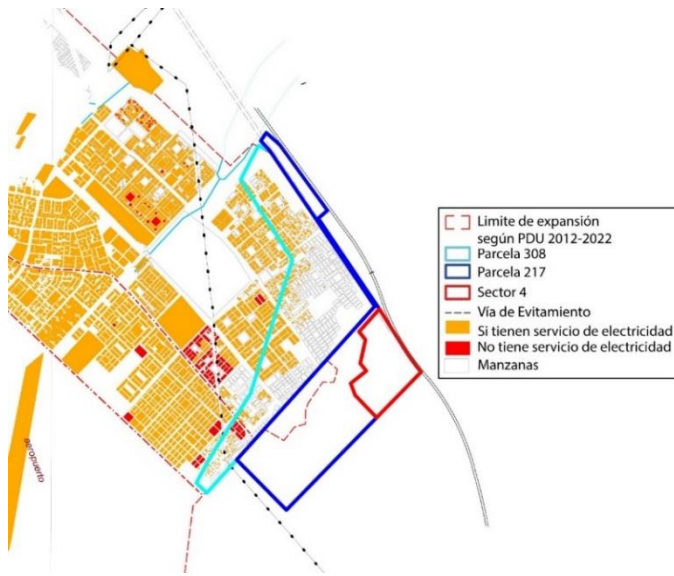 Limite de expansión
según PDU 2012-2022
Parcela 308
Parcela 217
Sector 4
Vía de Evitamiento
Si tienen servicio de electricidad
No tiene servicio de electricidad
Manzanas
aeropuerto